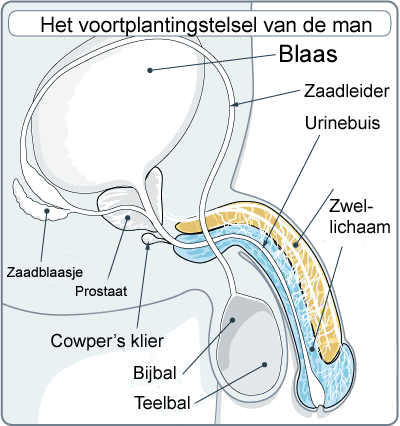 Het voortplantingstelsel van de man
Blaas
Zaadleider
Urinebuis
Zwel-
lichaam
Zaadblaasje
Prostaat
Cowper's klier
Bijbal
Teelbal